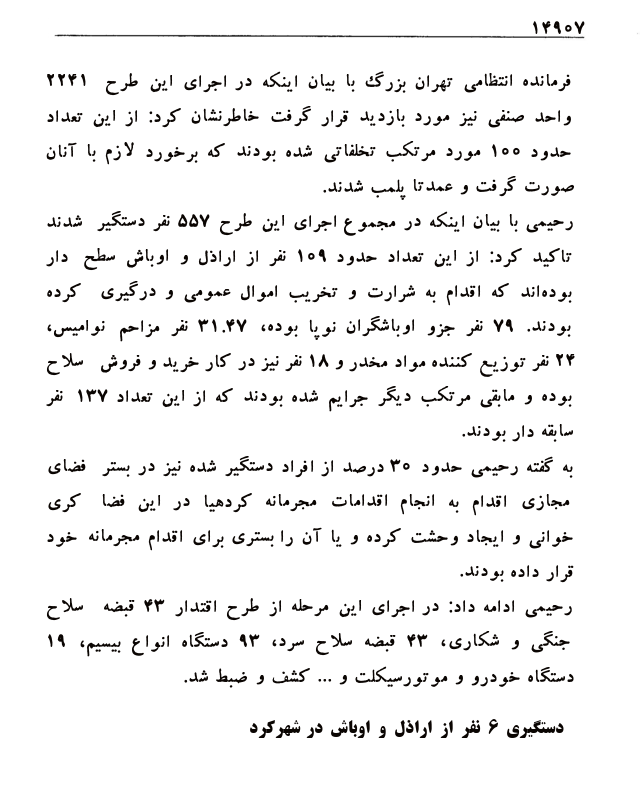 ۱۴۹۰۷
فرمانده انتظامی تهران بزرگ با بیان اینکه در اجرای این طرح ۲۲۴۱
واحد صنفی نیز مورد بازدید قرار گرفت خاطرنشان کرد: از این تعداد
حدود ۱۰۰ مورد مرتکب تخلفاتی شده بودند که برخورد لازم با آنان
صورت گرفت و عمدتا پلمب شدند.
رحیمی با بیان اینکه در مجموع اجرای این طرح ۵۵۷ نفر دستگیر شدند
تاکید کرد: از این تعداد حدود ۱۰۹ نفر از اراذل و اوباش سطح دار
بوده‌اند که اقدام به شرارت و تخریب اموال عمومی و درگیری کرده
بودند. ۷۹ نفر جزو اوباشگران نوپا بوده، ۳۱.۴۷ نفر مزاحم نوامیس،
۲۴ نفر توزیع کننده مواد مخدر و ۱۸ نفر نیز در کار خرید و فروش سلاح
بوده و مابقی مرتکب دیگر جرایم شده بودند که از این تعداد ۱۳۷ نفر
سابقه دار بودند.
به گفته رحیمی حدود ۳۰ درصد از افراد دستگیر شده نیز در بستر فضای
مجازی اقدام به انجام اقدامات مجرمانه کردهیا در این فضا کری
خوانی و ایجاد وحشت کرده و یا آن را بستری برای اقدام مجرمانه خود
قرار داده بودند.
رحیمی ادامه داد: در اجرای این مرحله از طرح اقتدار ۴۳ قبضه سلاح
جنگی و شکاری، ۴۳ قبضه سلاح سرد، ۹۳ دستگاه انواع بیسیم، ۱۹
دستگاه خودرو و موتورسیکلت و ... کشف و ضبط شد.
دستگیری ۶ نفر از اراذل و اوباش در شهرکرد